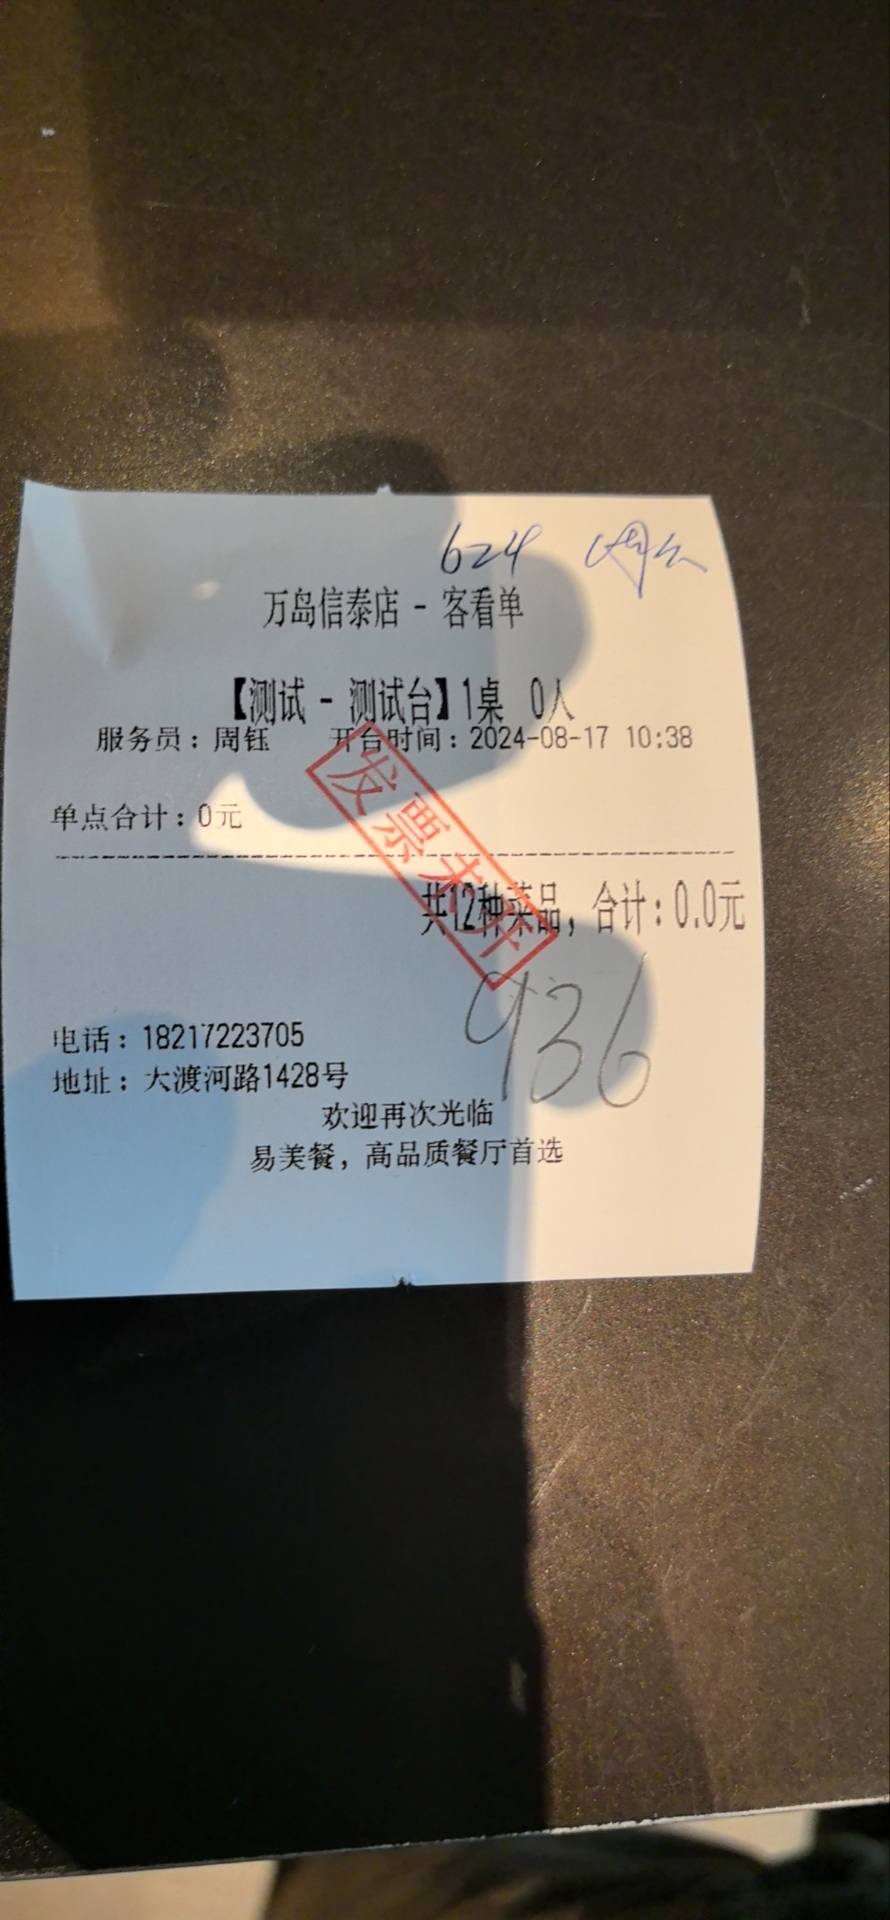 624
万岛信泰店 - 客看单
【测试 - 测试台】1桌 0人
服务员：周钰 开台时间：2024-08-17 10:38
发票未开
单点合计：0元
共12种菜品，合计：0.0元
936
电话：18217223705
地址：大渡河路1428号
欢迎再次光临
易美餐，高品质餐厅首选